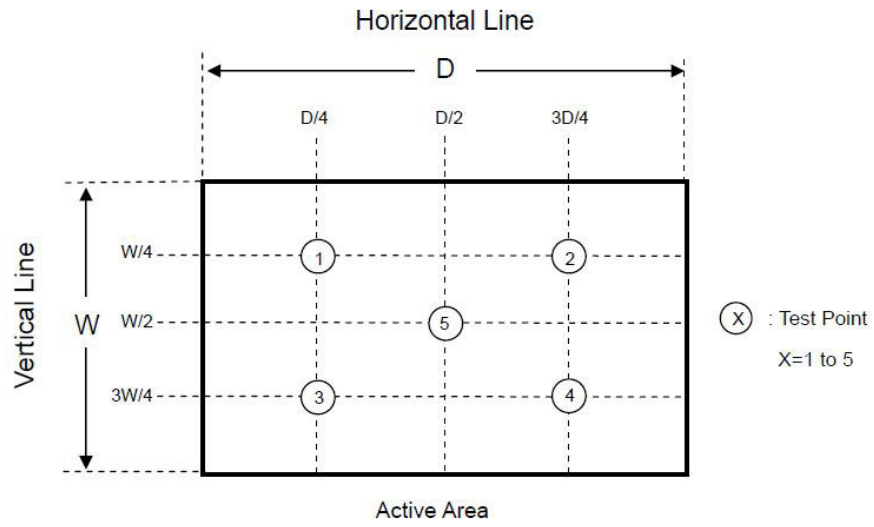 Horizontal Line
D
D/4 D/2 3D/4
W/4
1 2
Vertical Line
W
W/2
5
X : Test Point
X=1 to 5
3W/4
3 4
Active Area